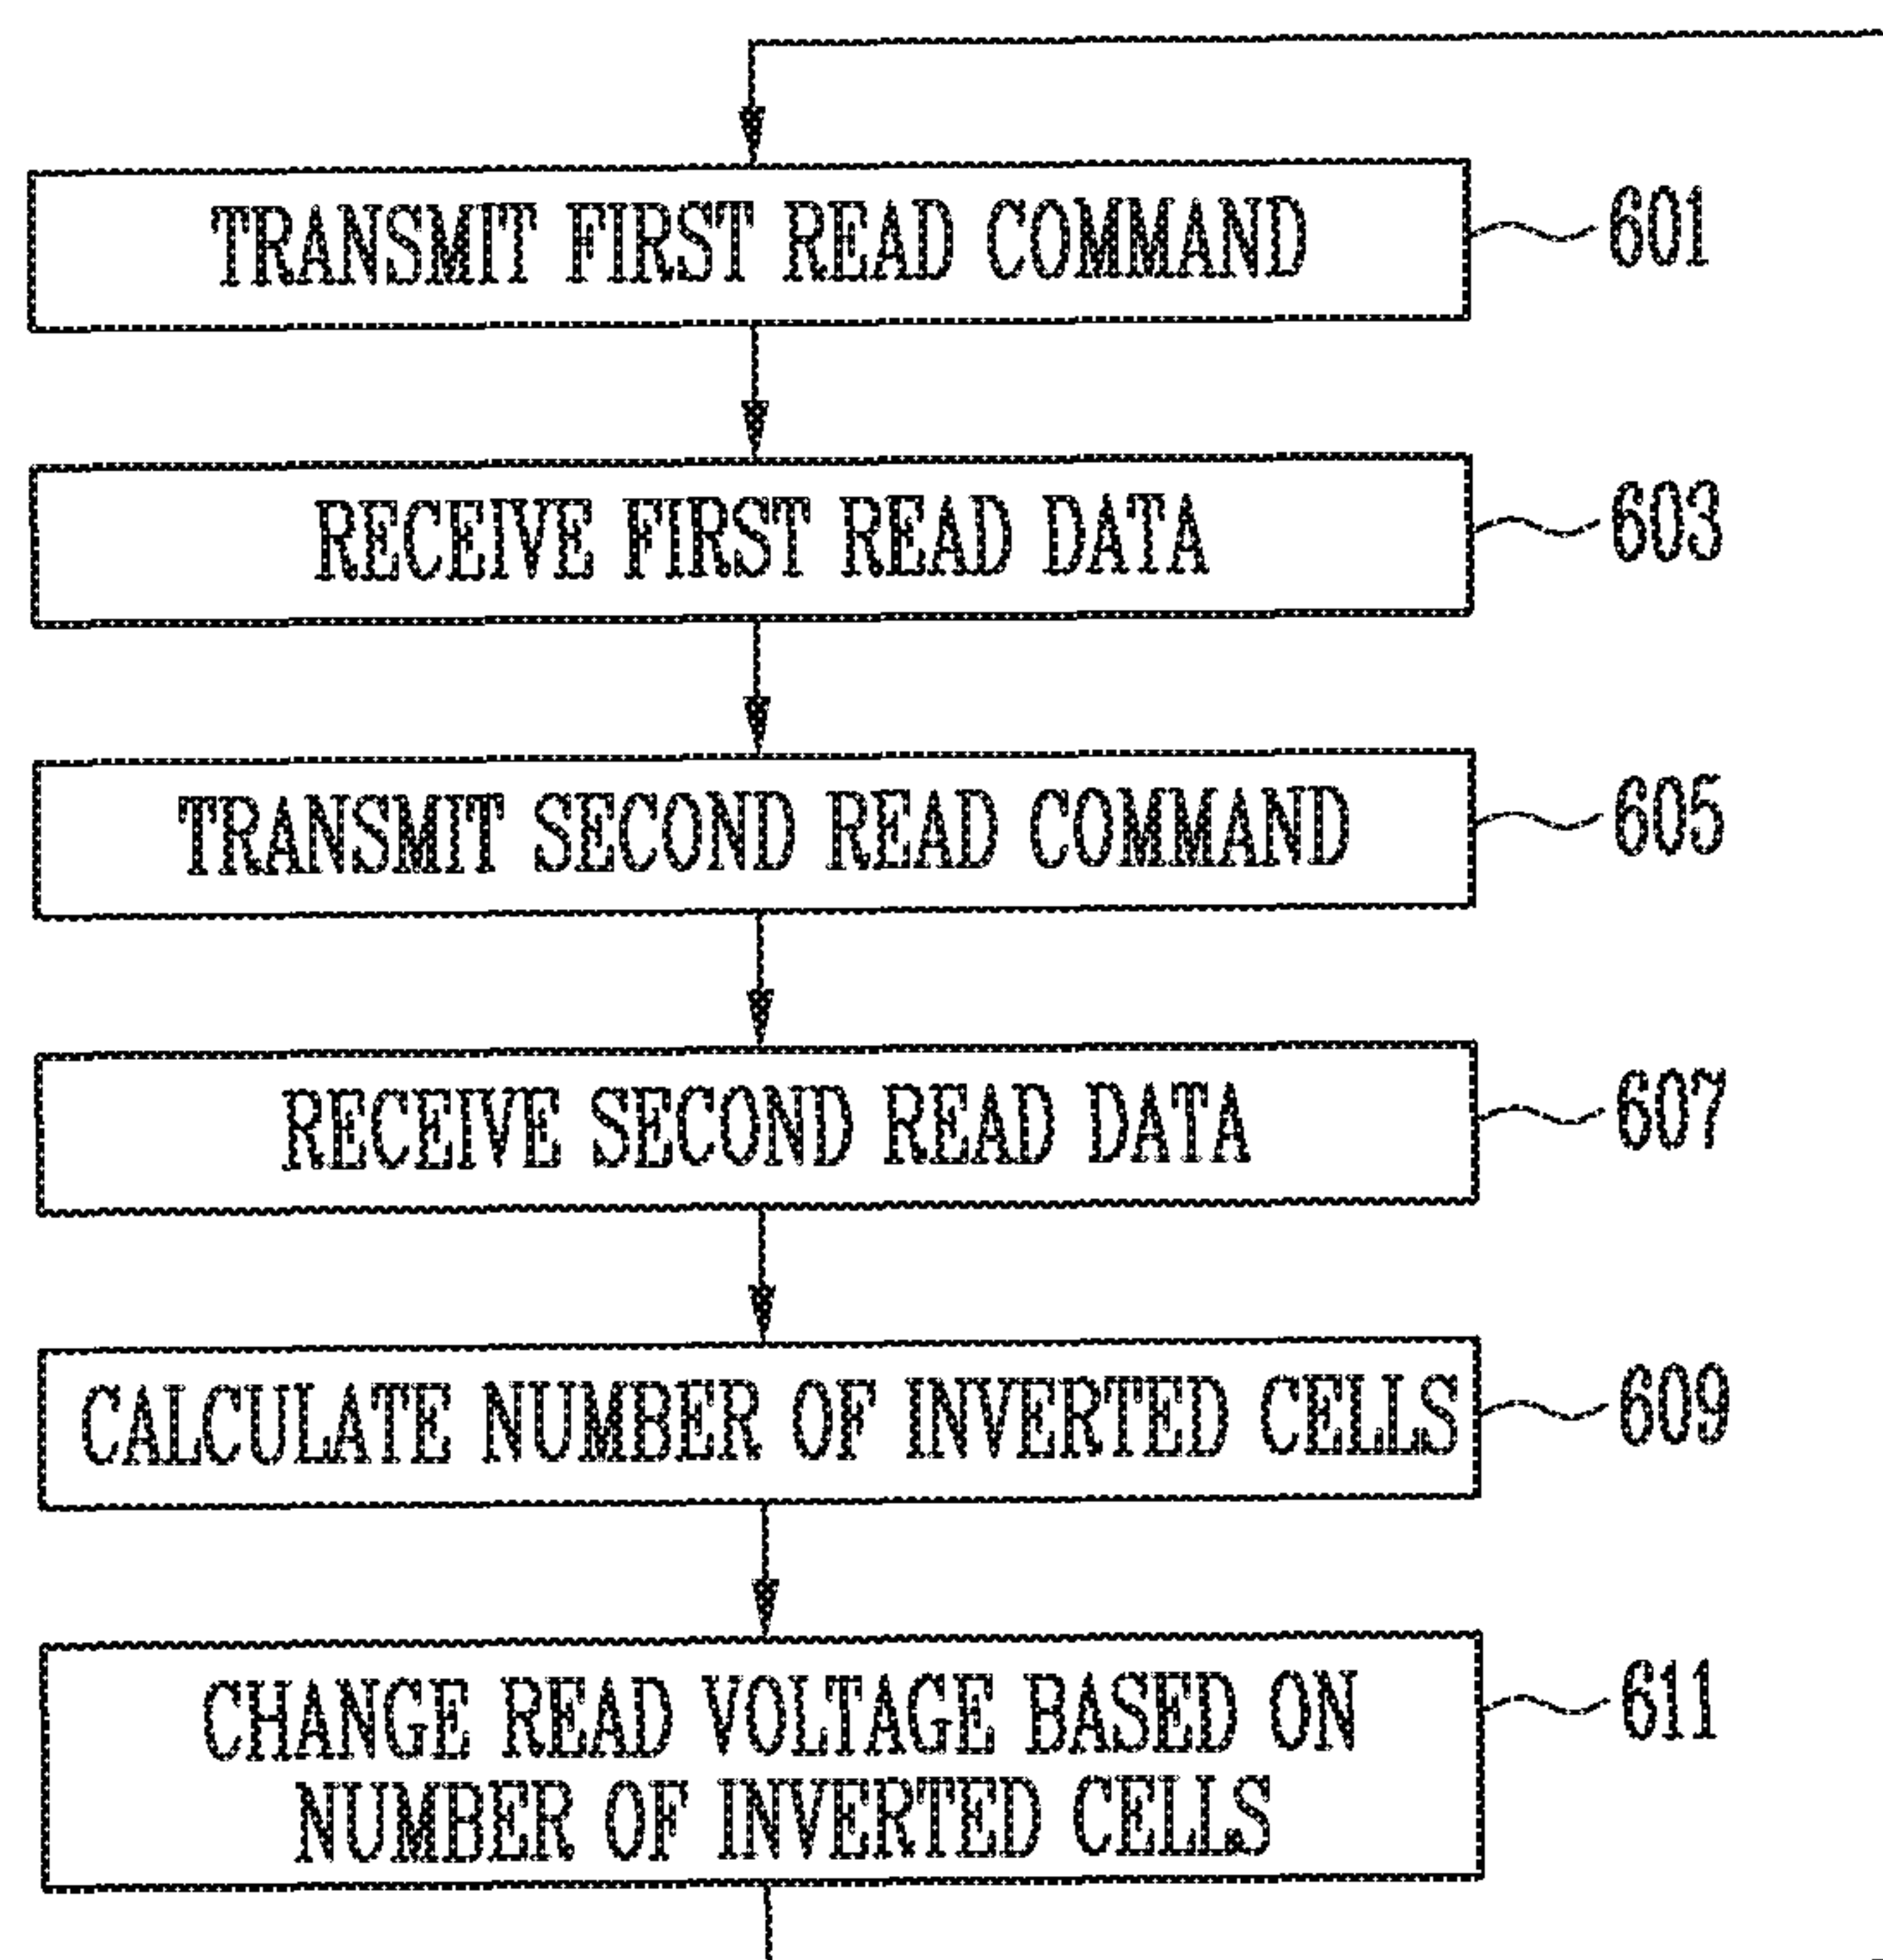 TRANSMIT FIRST READ COMMAND 601
RECEIVE FIRST READ DATA 603
TRANSMIT SECOND READ COMMAND 605
RECEIVE SECOND READ DATA 607
CALCULATE NUMBER OF INVERTED CELLS 609
CHANGE READ VOLTAGE BASED ON 611
NUMBER OF INVERTED CELLS